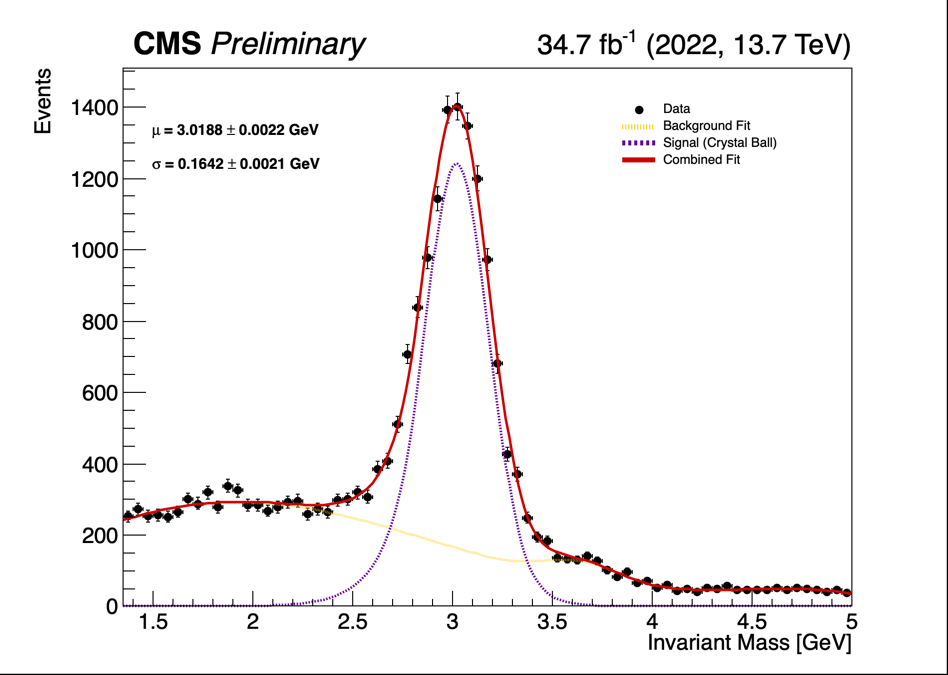 CMS Preliminary
34.7 fb⁻¹ (2022, 13.7 TeV)
Events
1400
1200
1000
800
600
400
200
0
μ = 3.0188 ± 0.0022 GeV
σ = 0.1642 ± 0.0021 GeV
Data
Background Fit
Signal (Crystal Ball)
Combined Fit
1.5 2 2.5 3 3.5 4 4.5 5
Invariant Mass [GeV]